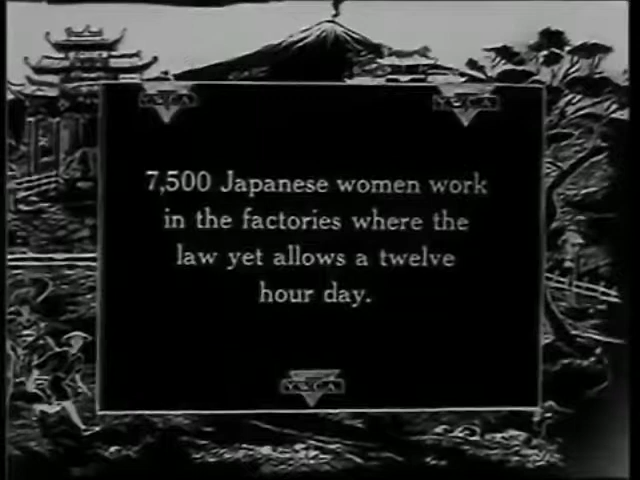 Y.W.C.A. Y.W.C.A.
7,500 Japanese women work
in the factories where the
law yet allows a twelve
hour day.
Y.W.C.A.